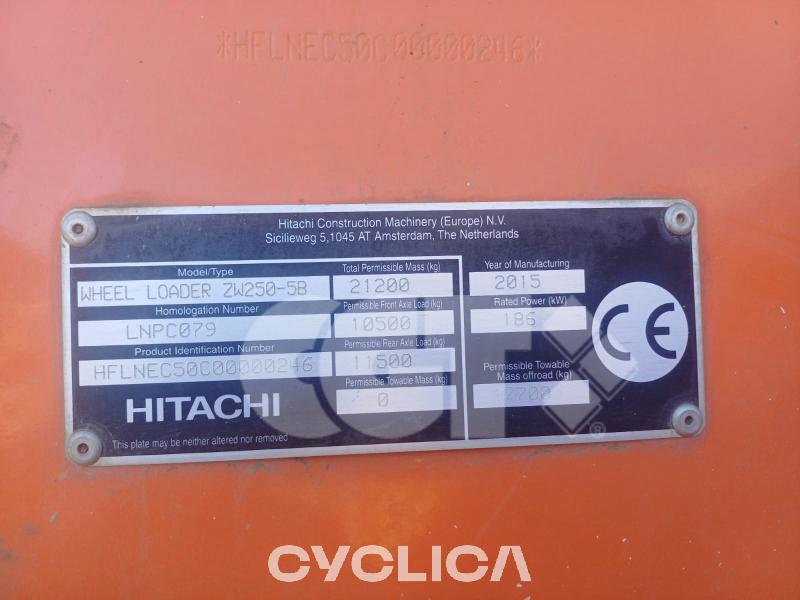 *HFLNEC50C00000246*
Hitachi Construction Machinery (Europe) N.V.
Sicilieweg 5,1045 AT Amsterdam, The Netherlands
Model/Type
WHEEL LOADER ZW250-5B
Homologation Number
LNPC079
Product Identification Number
HFLNEC50C00000246
HITACHI
This plate may be neither altered nor removed
Total Permissible Mass (kg)
21200
Permissible Front Axle Load (kg)
10500
Permissible Rear Axle Load (kg)
11500
Permissible Towable Mass (kg)
0
Year of Manufacturing
2015
Rated Power (kW)
186
Permissible Towable
Mass offroad (kg)
CE
®
CYCLICA